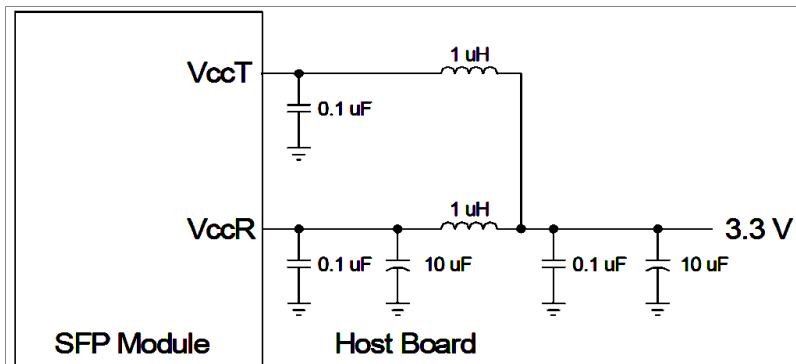 1 uH
VccT
0.1 uF
1 uH
VccR
3.3 V
0.1 uF
10 uF
0.1 uF
10 uF
SFP Module
Host Board